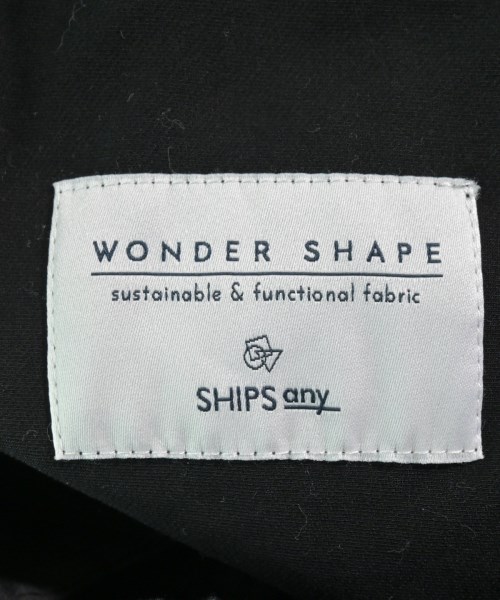 WONDER SHAPE
sustainable & functional fabric
SHIPS any